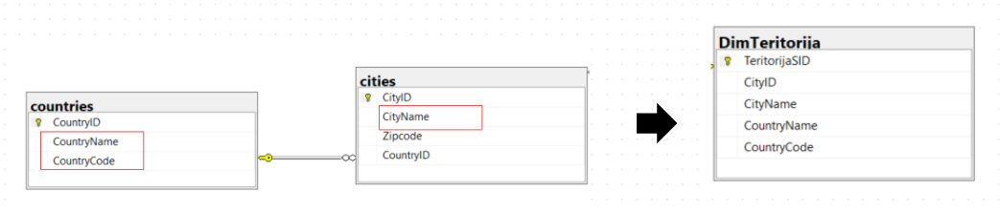 countries
CountryID
CountryName
CountryCode
cities
CityID
CityName
Zipcode
CountryID
DimTeritorija
TeritorijaSID
CityID
CityName
CountryName
CountryCode